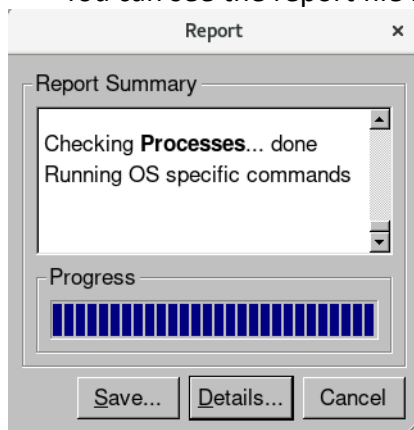 Report
×
Report Summary
Checking Processes... done
Running OS specific commands
Progress
Save...
Details...
Cancel